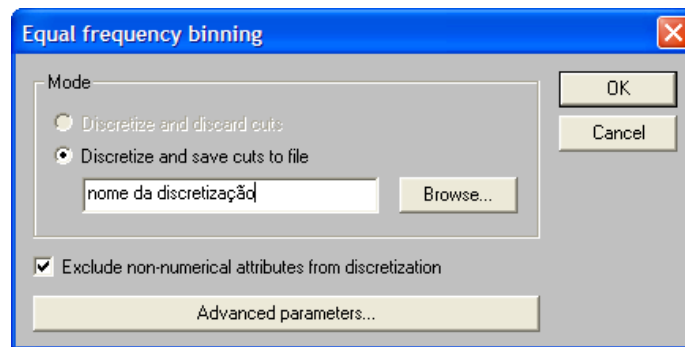 Equal frequency binning
Mode
OK
Discretize and discard cuts
Cancel
Discretize and save cuts to file
nome da discretização
Browse...
Exclude non-numerical attributes from discretization
Advanced parameters...